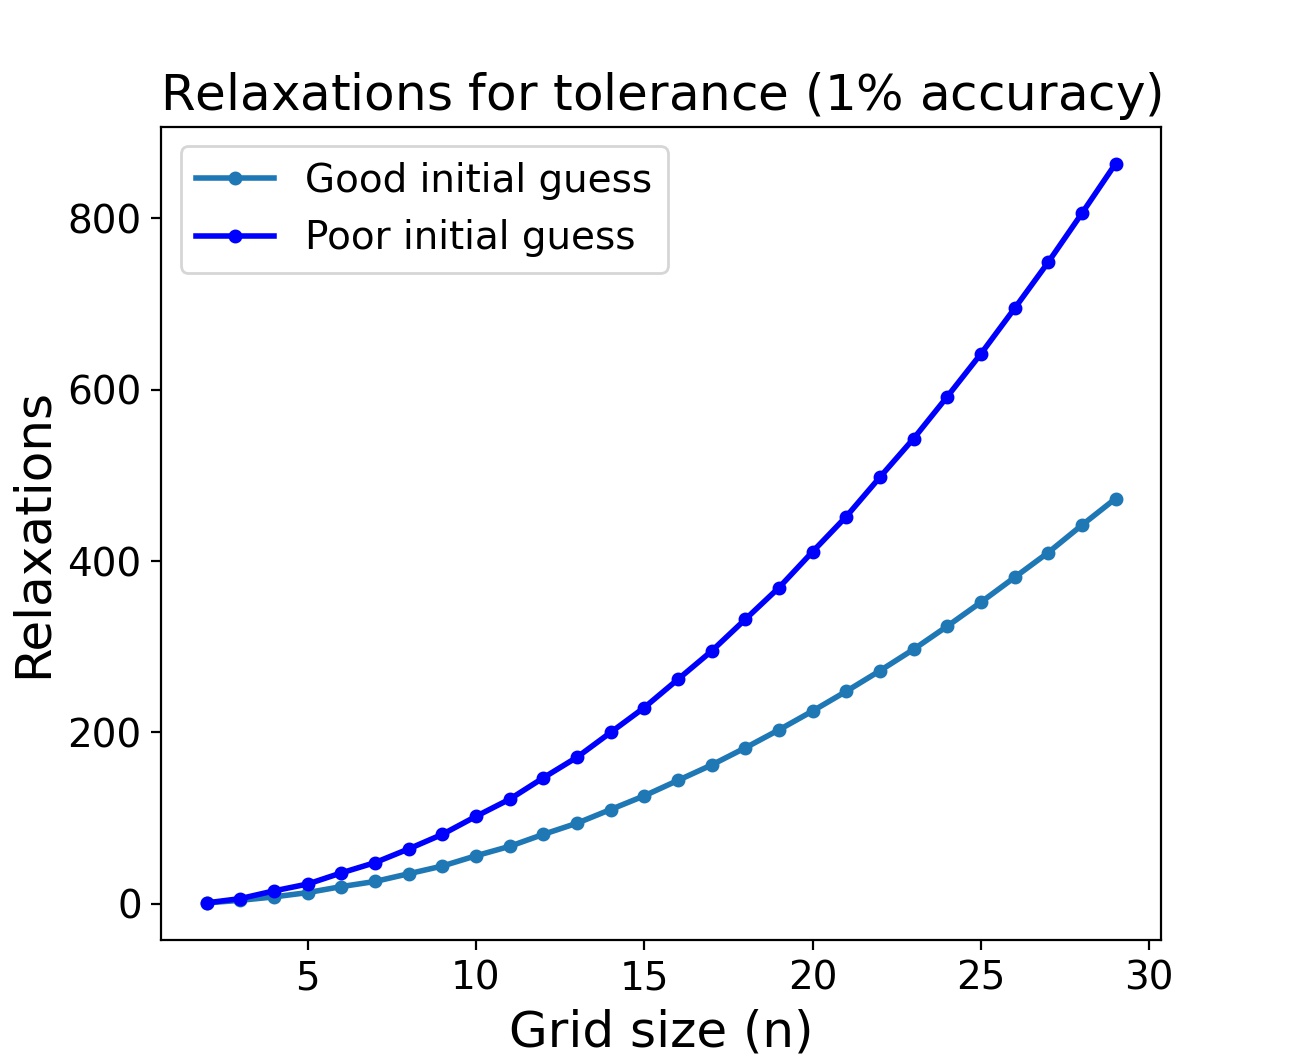 Relaxations for tolerance (1% accuracy)
Good initial guess
Poor initial guess
800
600
400
200
0
Relaxations
5 10 15 20 25 30
Grid size (n)